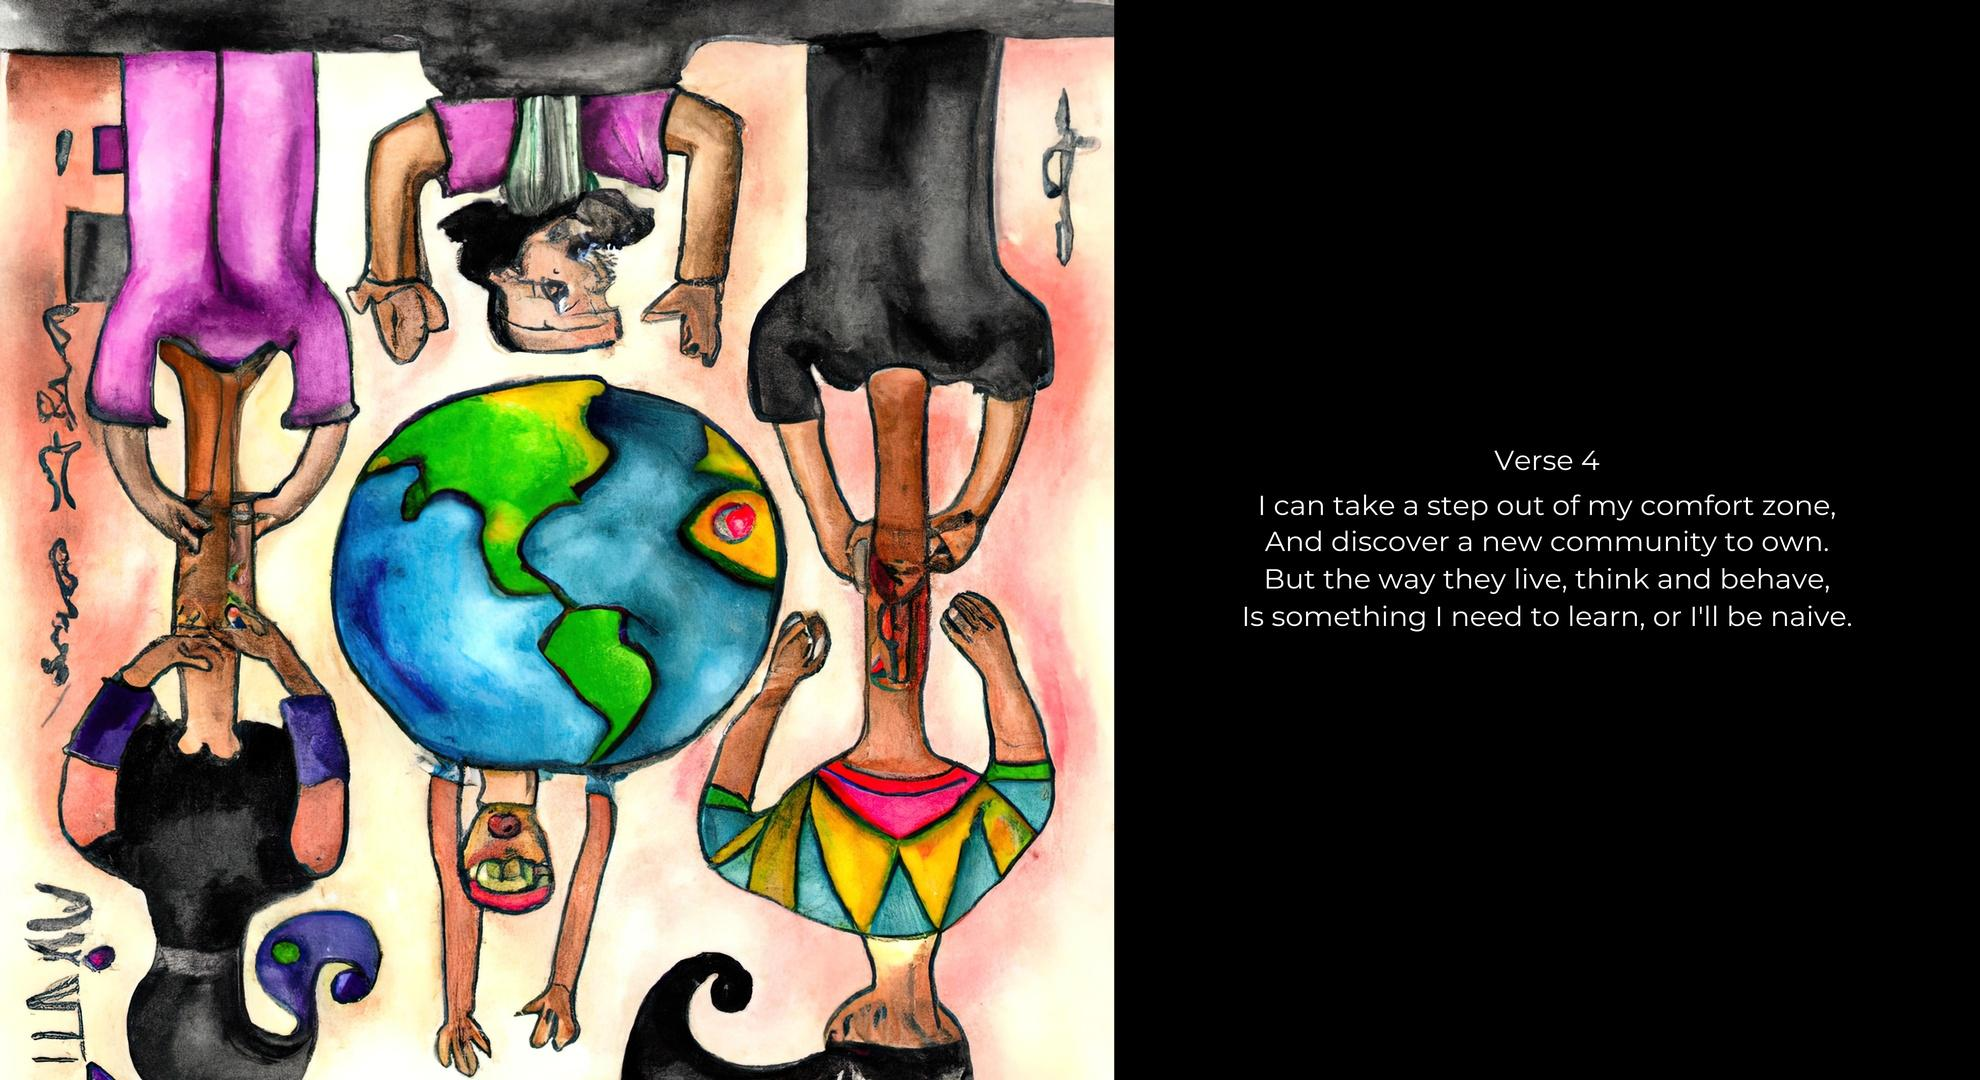 Verse 4
I can take a step out of my comfort zone,
And discover a new community to own.
But the way they live, think and behave,
Is something I need to learn, or I'll be naive.